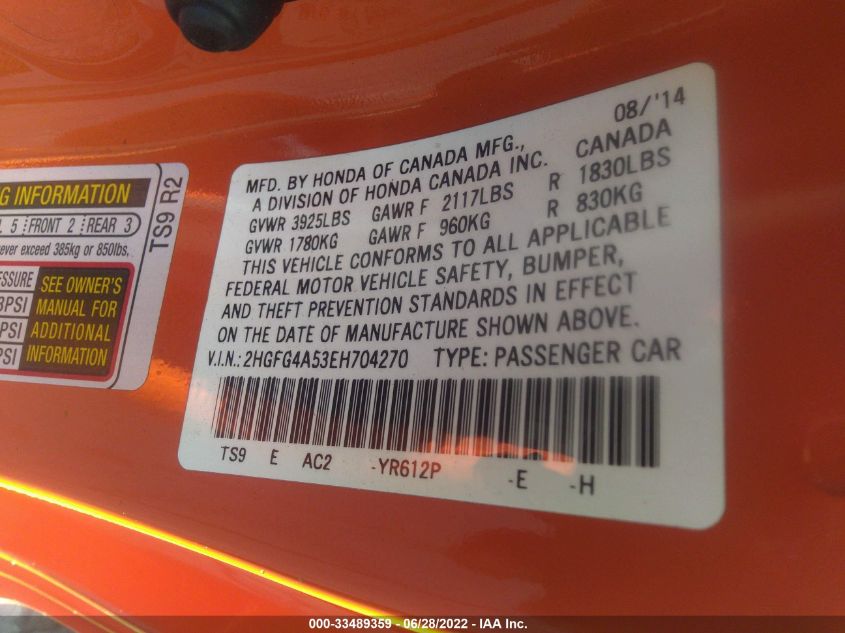 G INFORMATION
5 FRONT 2 REAR 3
ever exceed 385kg or 850lbs.
ESSURE
PSI
PSI
PSI
SEE OWNER'S
MANUAL FOR
ADDITIONAL
INFORMATION
TS9 R2
08/'14
MFD. BY HONDA OF CANADA MFG.,
A DIVISION OF HONDA CANADA INC. CANADA
GVWR 3925LBS GAWR F 2117LBS R 1830LBS
GVWR 1780KG GAWR F 960KG R 830KG
THIS VEHICLE CONFORMS TO ALL APPLICABLE
FEDERAL MOTOR VEHICLE SAFETY, BUMPER,
AND THEFT PREVENTION STANDARDS IN EFFECT
ON THE DATE OF MANUFACTURE SHOWN ABOVE.
V.I.N.: 2HGFG4A53EH704270 TYPE: PASSENGER CAR
TS9 E AC2 -YR612P -E -H
000-33489359 - 06/28/2022 - IAA Inc.